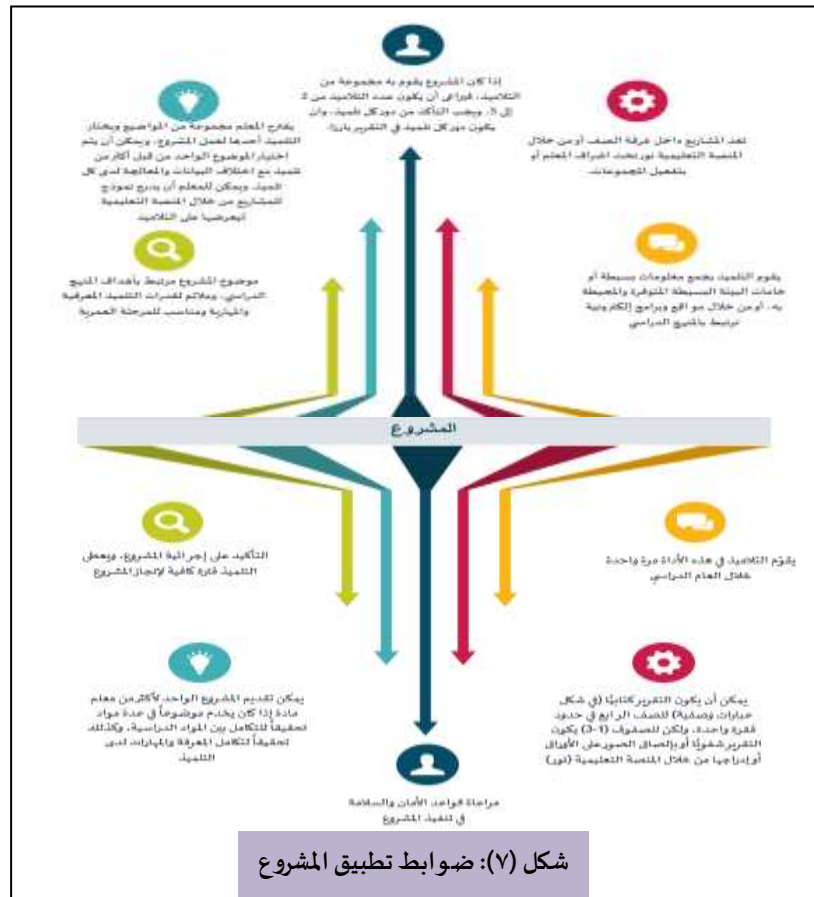 إذا كان المشروع يقوم به مجموعة من
التلاميذ، فيراعى أن يكون عدد التلاميذ من 2
إلى 5، ويجب التأكد من دور كل تلميذ، وأن
يكون دور كل تلميذ في التقرير بارزا.
تعد المشاريع داخل غرفة الصف أو من خلال
المنصة التعليمية نور تحت اشراف المعلم أو
بتفعيل المجموعات.
يقترح المعلم مجموعة من المواضيع ويختار
التلميذ أحدها لعمل المشروع، ويمكن أن يتم
اختيار الموضوع الواحد من قبل أكثر من
تلميذ مع اختلاف البيانات والمعالجة لدى كل
تلميذ، ويمكن للمعلم أن يدرج نموذج
للمشاريع من خلال المنصة التعليمية
ليعرضها على التلاميذ
يقوم التلميذ بجمع معلومات بسيطة أو
خامات البيئة البسيطة المتوفرة والمحيطة
به، أو من خلال مواقع وبرامج إلكترونية
ترتبط بالمنهج الدراسي
موضوع المشروع مرتبط بأهداف المنهج
الدراسي، وملائم لقدرات التلميذ المعرفية
والمهارية ومناسب للمرحلة العمرية
المشروع
يقوّم التلاميذ في هذه الأداة مرة واحدة
خلال العام الدراسي.
التأكيد على إجرائية المشروع، ويعطى
التلميذ فترة كافية لإنجاز المشروع
يمكن أن يكون التقرير كتابيًا (في شكل
عبارات وصفية) للصف الرابع في حدود
فقرة واحدة، ولكن للصفوف (1-3) يكون
التقرير شفويًا أو بإلصاق الصور على الأوراق
أو إدراجها من خلال المنصة التعليمية (نور)
يمكن تقديم المشروع الواحد لأكثر من معلم
مادة إذا كان يخدم موضوعاً في عدة مواد
تحقيقاً للتكامل بين المواد الدراسية، وكذلك
تحقيقاً لتكامل المعرفة والمهارات لدى
التلميذ
مراعاة قواعد الأمان والسلامة
في تنفيذ المشروع
شكل (٧): ضوابط تطبيق المشروع